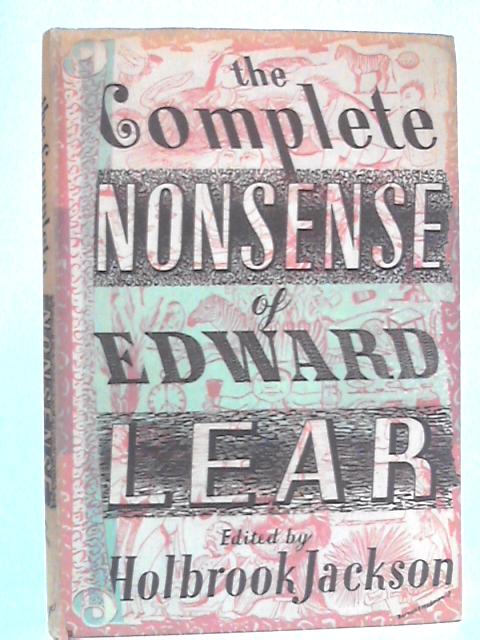 the
Complete
NONSENSE
of
EDWARD
LEAR
Edited by
Holbrook Jackson